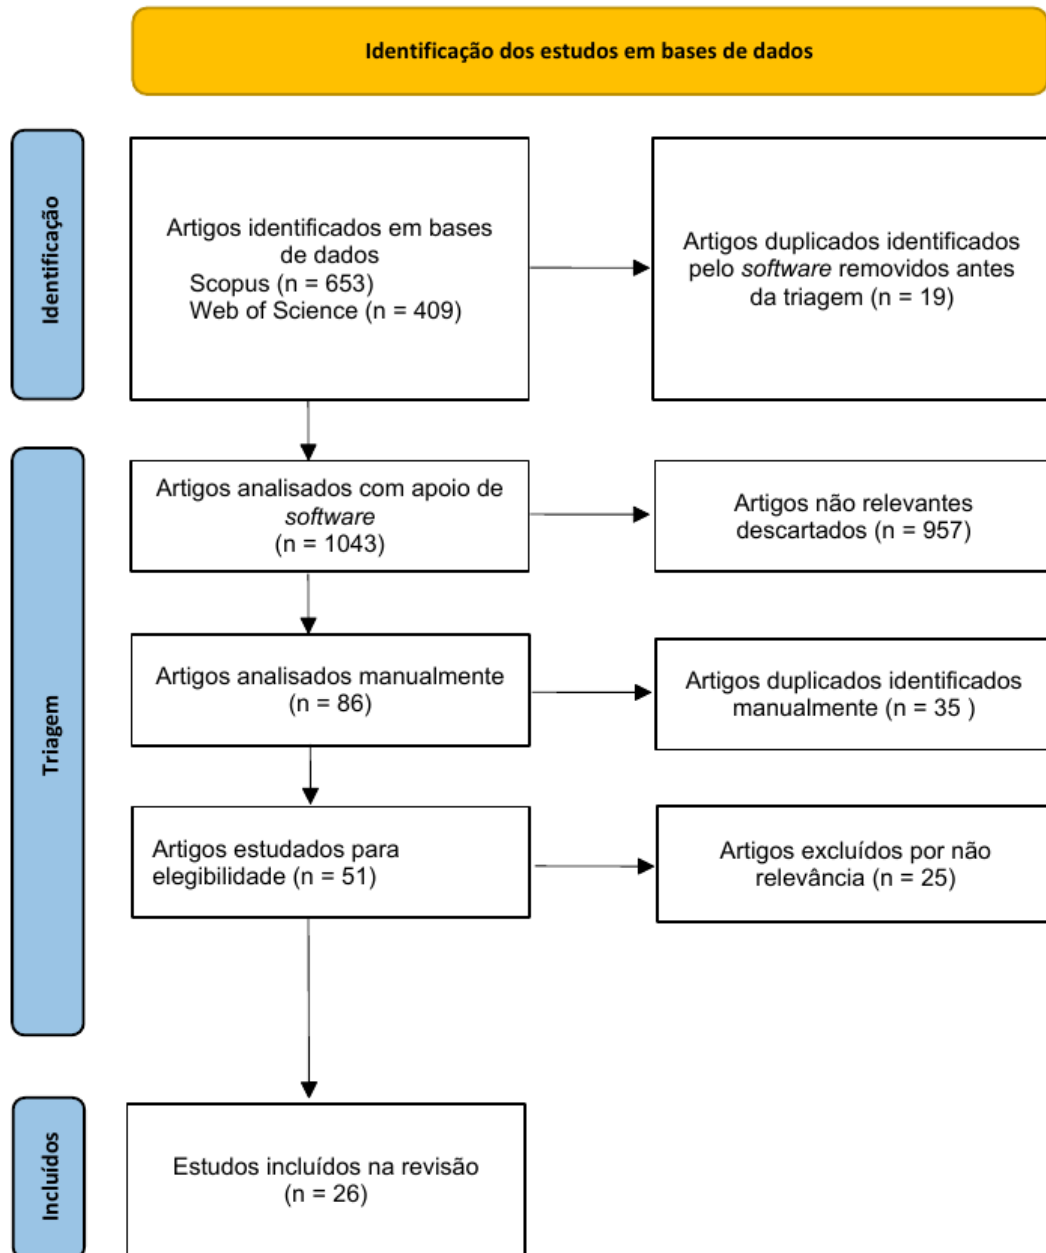 Identificação dos estudos em bases de dados
Identificação
Artigos identificados em bases
de dados
Scopus (n = 653)
Web of Science (n = 409)
Artigos duplicados identificados
pelo software removidos antes
da triagem (n = 19)
Triagem
Artigos analisados com apoio de
software
(n = 1043)
Artigos não relevantes
descartados (n = 957)
Artigos analisados manualmente
(n = 86)
Artigos duplicados identificados
manualmente (n = 35 )
Artigos estudados para
elegibilidade (n = 51)
Artigos excluídos por não
relevância (n = 25)
Incluídos
Estudos incluídos na revisão
(n = 26)